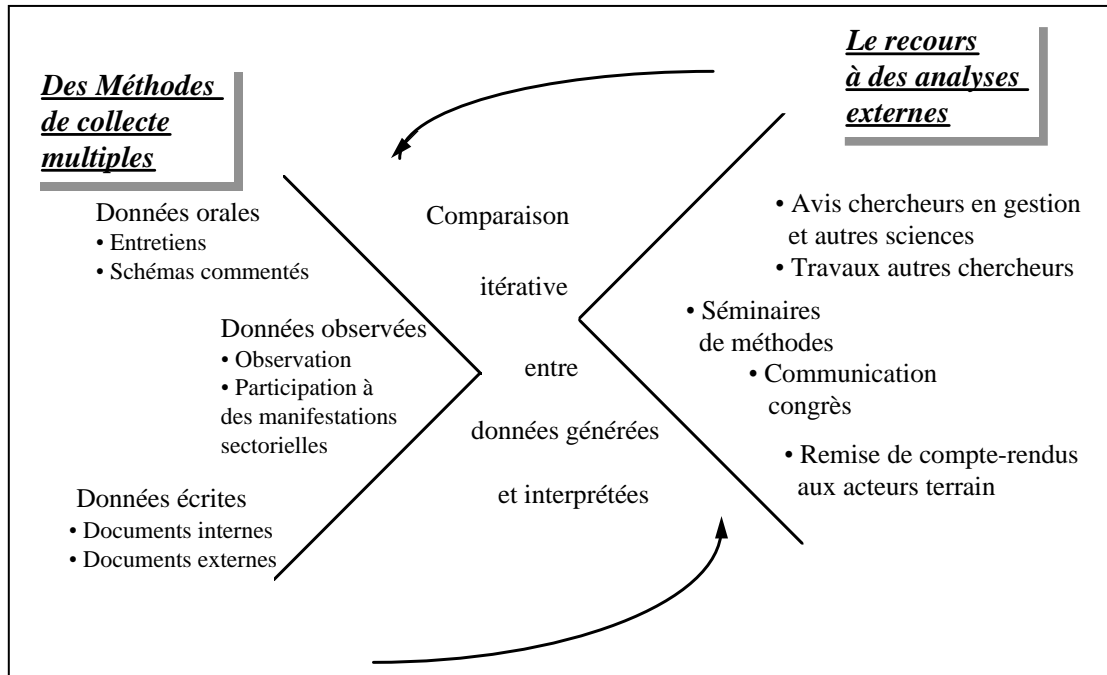 Des Méthodes
de collecte
multiples
Données orales
• Entretiens
• Schémas commentés
Données observées
• Observation
• Participation à
des manifestations
sectorielles
Données écrites
• Documents internes
• Documents externes
Comparaison
itérative
entre
données générées
et interprétées
Le recours
à des analyses
externes
• Avis chercheurs en gestion
et autres sciences
• Travaux autres chercheurs
• Séminaires
de méthodes
• Communication
congrès
• Remise de compte-rendus
aux acteurs terrain